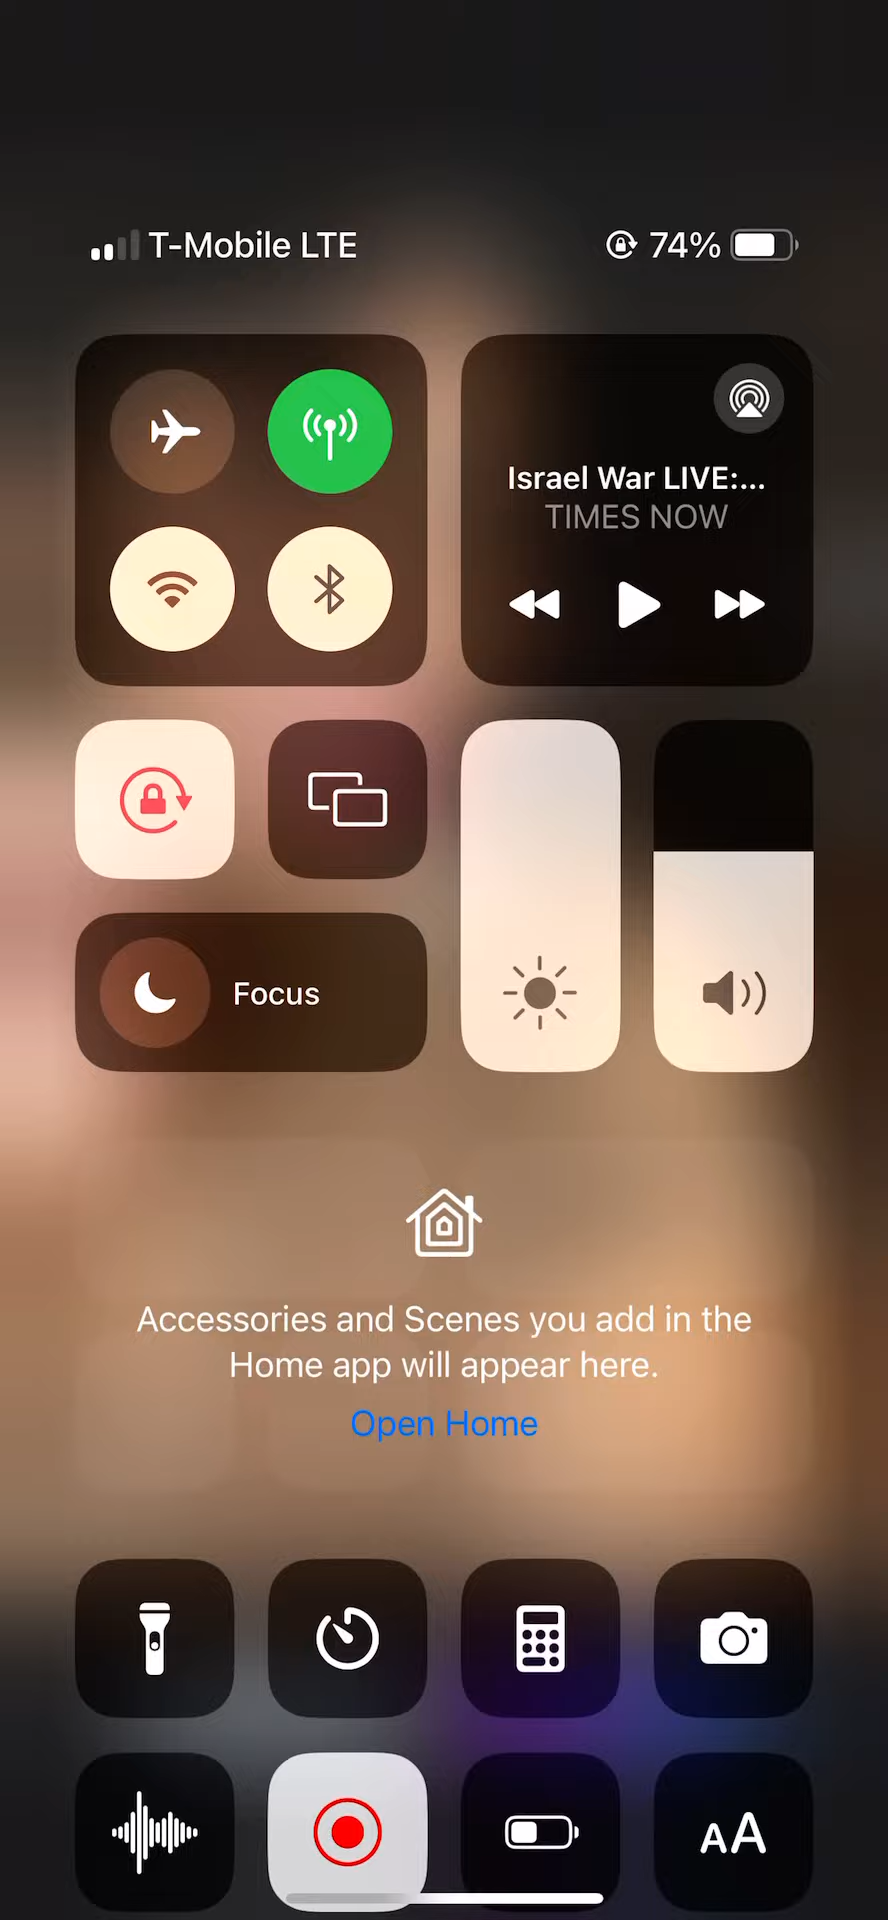 T-Mobile LTE
74%
Israel War LIVE:...
TIMES NOW
Focus
Accessories and Scenes you add in the
Home app will appear here.
Open Home
AA